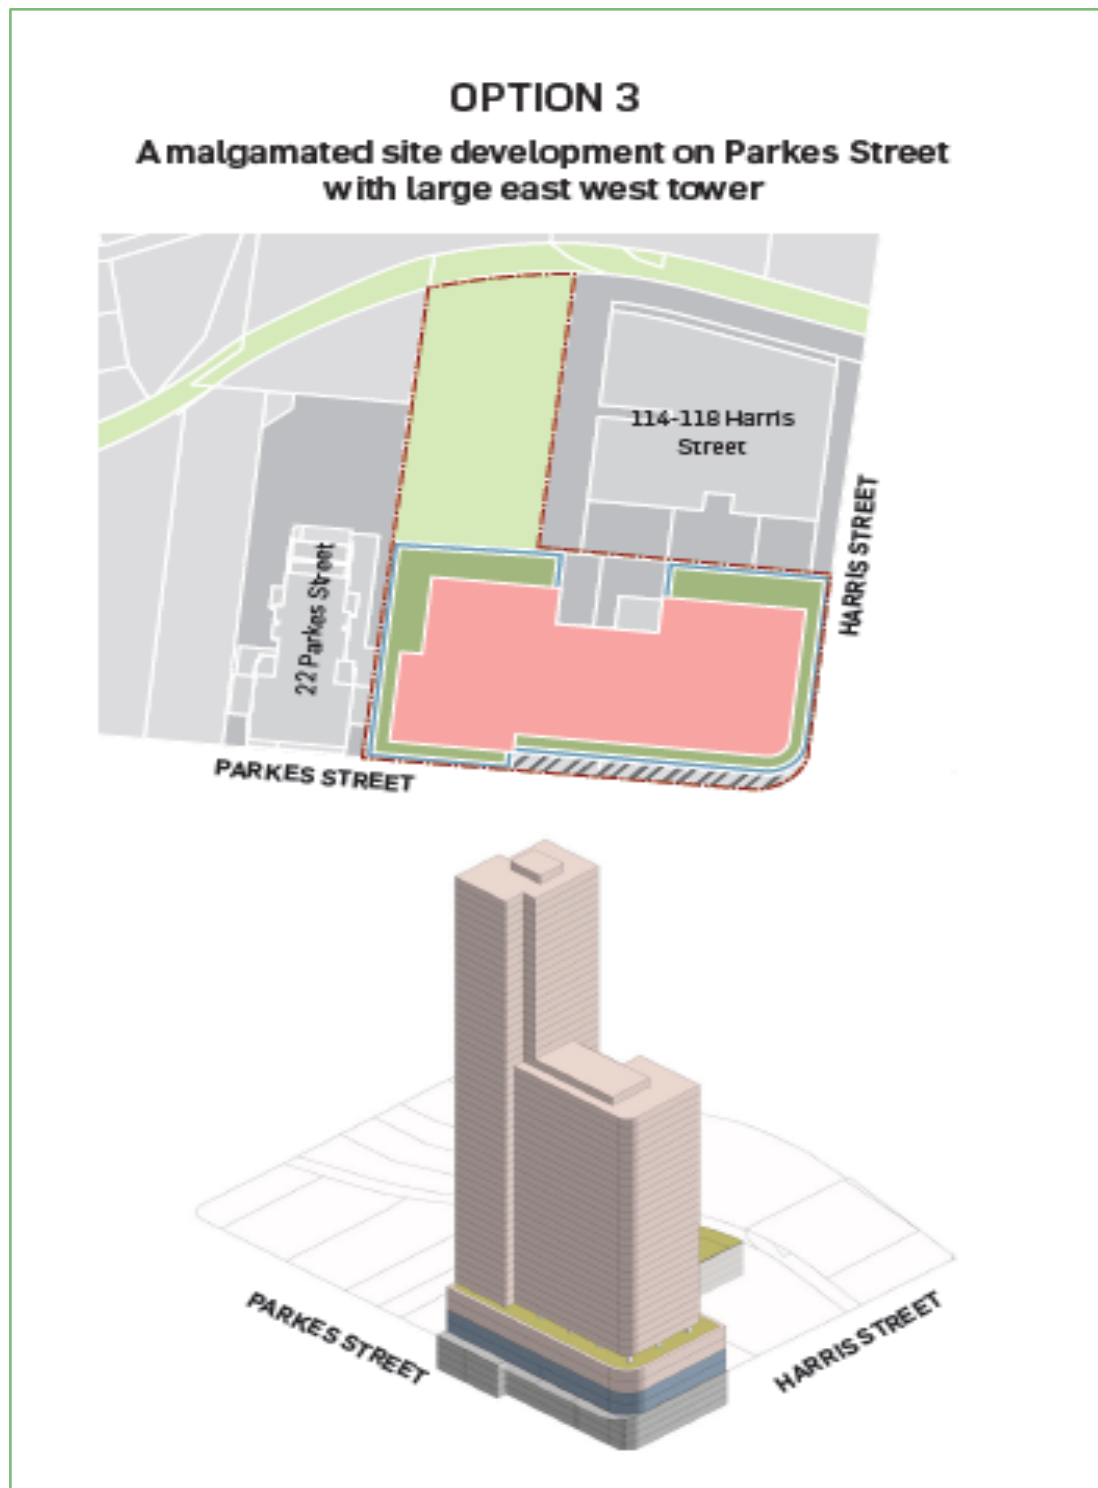 OPTION 3
Amalgamated site development on Parkes Street
with large east west tower
114-118 Harris
Street
HARRIS STREET
22 Parkes Street
PARKES STREET
PARKES STREET
HARRIS STREET